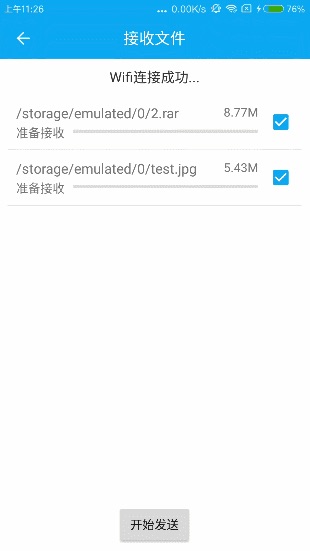 上午11:26
... 0.00K/s 76%
接收文件
Wifi连接成功...
/storage/emulated/0/2.rar 8.77M
准备接收
/storage/emulated/0/test.jpg 5.43M
准备接收
开始发送